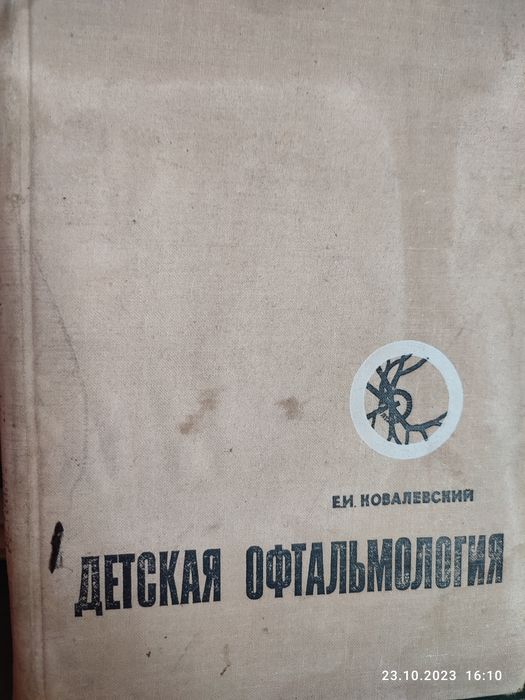 Е.И. КОВАЛЕВСКИЙ
ДЕТСКАЯ ОФТАЛЬМОЛОГИЯ
23.10.2023 16:10